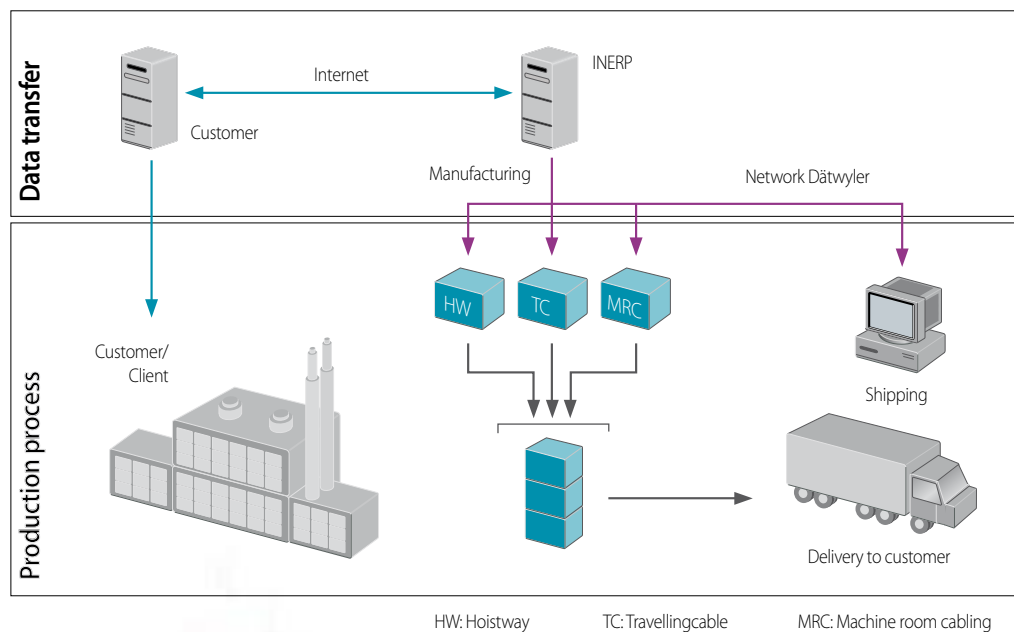 Data transfer
Internet
INERP
Customer
Manufacturing
Network Dätwyler
Production process
HW
TC
MRC
Customer/
Client
Shipping
Delivery to customer
HW: Hoistway
TC: Travellingcable
MRC: Machine room cabling